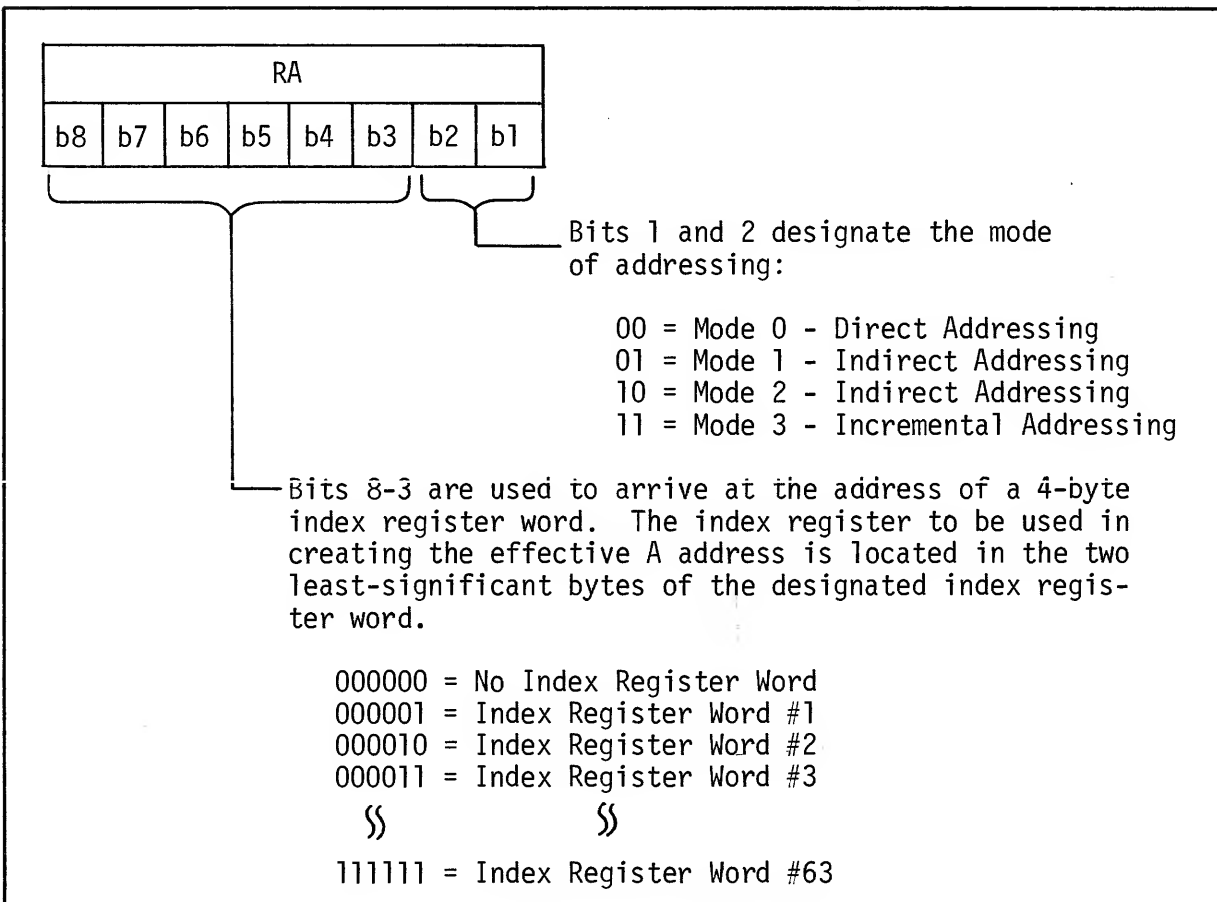 RA
b8 b7 b6 b5 b4 b3 b2 b1
Bits 1 and 2 designate the mode
of addressing:
00 = Mode 0 - Direct Addressing
01 = Mode 1 - Indirect Addressing
10 = Mode 2 - Indirect Addressing
11 = Mode 3 - Incremental Addressing
Bits 8-3 are used to arrive at the address of a 4-byte
index register word. The index register to be used in
creating the effective A address is located in the two
least-significant bytes of the designated index regis-
ter word.
000000 = No Index Register Word
000001 = Index Register Word #1
000010 = Index Register Word #2
000011 = Index Register Word #3
111111 = Index Register Word #63